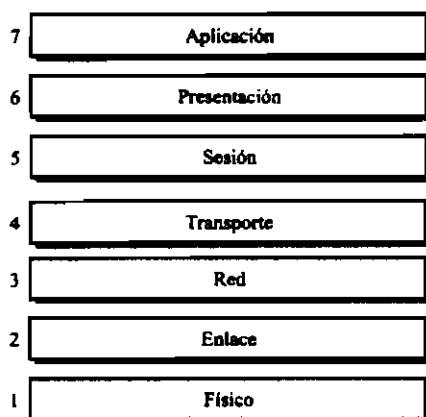 7 Aplicación
6 Presentación
5 Sesión
4 Transporte
3 Red
2 Enlace
1 Físico